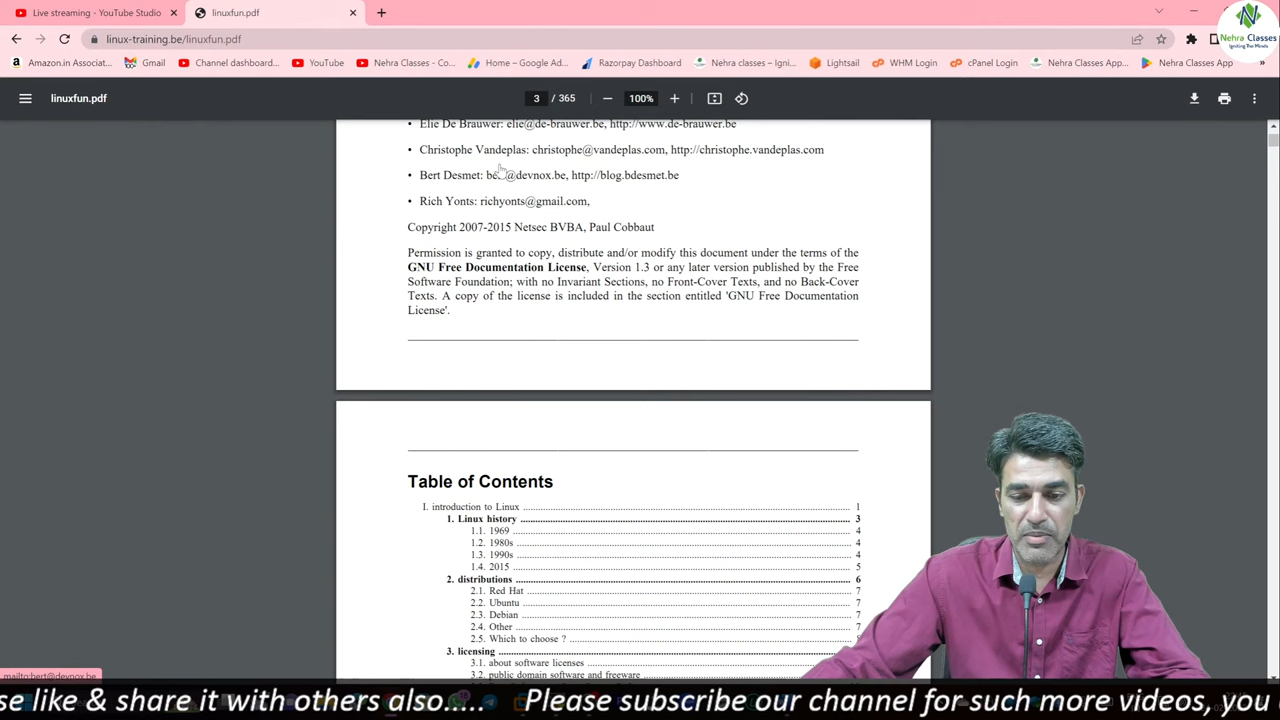 Live streaming - YouTube Studio
linuxfun.pdf
linux-training.be/linuxfun.pdf
Nehra Classes
Igniting The Minds
Amazon.in Associat...
Gmail
Channel dashboard...
YouTube
Nehra Classes - Co...
Home – Google Ad...
Razorpay Dashboard
Nehra classes – Igni...
Lightsail
WHM Login
cPanel Login
Nehra Classes App...
Nehra Classes App
linuxfun.pdf
3 / 365
100%
• Elie De Brauwer: elie@de-brauwer.be, http://www.de-brauwer.be
• Christophe Vandeplas: christophe@vandeplas.com, http://christophe.vandeplas.com
• Bert Desmet: bert@devnox.be, http://blog.bdesmet.be
• Rich Yonts: richyonts@gmail.com,
Copyright 2007-2015 Netsec BVBA, Paul Cobbaut
Permission is granted to copy, distribute and/or modify this document under the terms of the
GNU Free Documentation License, Version 1.3 or any later version published by the Free
Software Foundation; with no Invariant Sections, no Front-Cover Texts, and no Back-Cover
Texts. A copy of the license is included in the section entitled 'GNU Free Documentation
License'.
Table of Contents
I. introduction to Linux 1
1. Linux history 3
1.1. 1969 4
1.2. 1980s 4
1.3. 1990s 4
1.4. 2015 5
2. distributions 6
2.1. Red Hat 7
2.2. Ubuntu 7
2.3. Debian 7
2.4. Other 7
2.5. Which to choose ?
3. licensing
3.1. about software licenses
3.2. public domain software and freeware
mailto:bert@devnox.be
se like & share it with others also..... Please subscribe our channel for such more videos, you